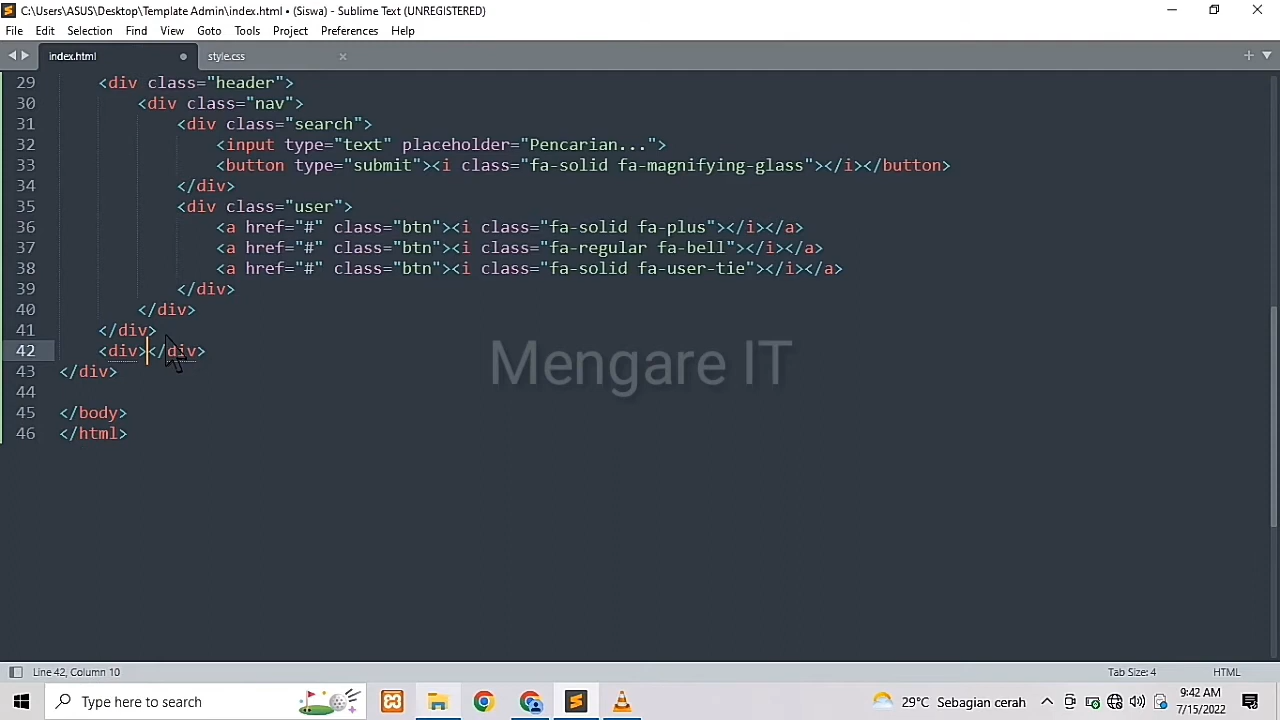 C:\Users\ASUS\Desktop\Template Admin\index.html • (Siswa) - Sublime Text (UNREGISTERED)
File Edit Selection Find View Goto Tools Project Preferences Help
index.html style.css
29 <div class="header">
30 <div class="nav">
31 <div class="search">
32 <input type="text" placeholder="Pencarian...">
33 <button type="submit"><i class="fa-solid fa-magnifying-glass"></i></button>
34 </div>
35 <div class="user">
36 <a href="#" class="btn"><i class="fa-solid fa-plus"></i></a>
37 <a href="#" class="btn"><i class="fa-regular fa-bell"></i></a>
38 <a href="#" class="btn"><i class="fa-solid fa-user-tie"></i></a>
39 </div>
40 </div>
41 </div>
42 <div></div>
43 </div>
44
45 </body>
46 </html>
Mengare IT
Line 42, Column 10 Tab Size: 4 HTML
Type here to search 29°C Sebagian cerah 9:42 AM
7/15/2022